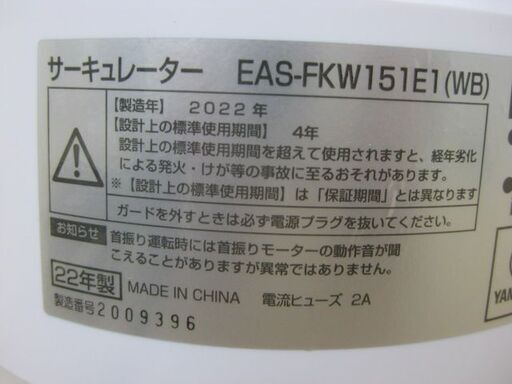 サーキュレーター EAS-FKW151E1(WB)
【製造年】 2022年
【設計上の標準使用期間】 4年
設計上の標準使用期間を超えて使用されますと、経年劣化
による発火・けが等の事故に至るおそれがあります。
※【設計上の標準使用期間】は「保証期間」とは異なります
ガードを外すときは必ず電源プラグを抜いてください。
お知らせ 首振り運転時には首振りモーターの動作音が聞
こえることがありますが異常ではありません。
22年製 MADE IN CHINA 電流ヒューズ 2A
製造番号 2009396
YAM